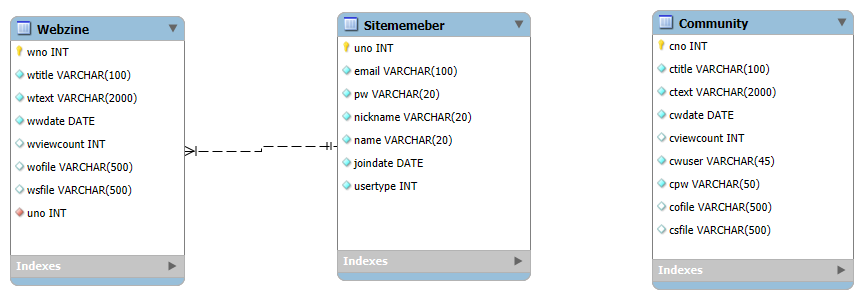 Webzine
wno INT
wtitle VARCHAR(100)
wtext VARCHAR(2000)
wwdate DATE
wviewcount INT
wofile VARCHAR(500)
wsfile VARCHAR(500)
uno INT
Indexes
Sitememeber
uno INT
email VARCHAR(100)
pw VARCHAR(20)
nickname VARCHAR(20)
name VARCHAR(20)
joindate DATE
usertype INT
Indexes
Community
cno INT
ctitle VARCHAR(100)
ctext VARCHAR(2000)
cwdate DATE
cviewcount INT
cwuser VARCHAR(45)
cpw VARCHAR(50)
cofile VARCHAR(500)
csfile VARCHAR(500)
Indexes